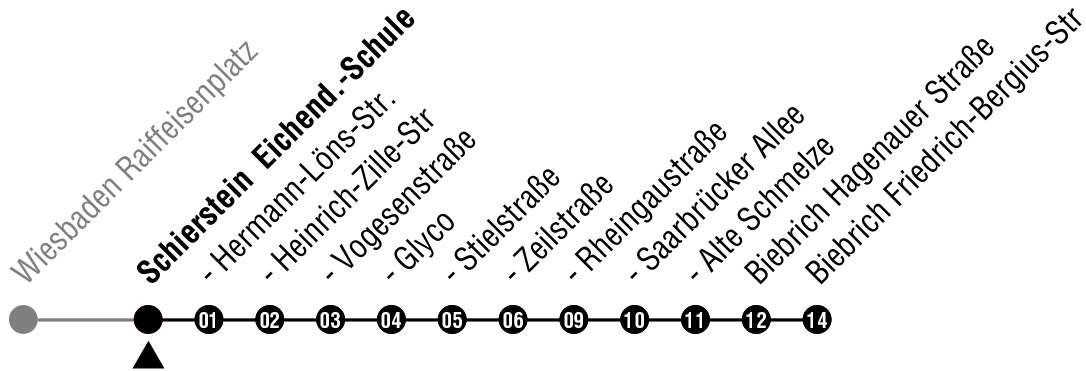 Wiesbaden Raiffeisenplatz
Schierstein Eichend.-Schule
- Hermann-Löns-Str.
- Heinrich-Zille-Str
- Vogesenstraße
- Glyco
- Stielstraße
- Zeilstraße
- Rheingaustraße
- Saarbrücker Allee
- Alte Schmelze
Biebrich Hagenauer Straße
Biebrich Friedrich-Bergius-Str
01 02 03 04 05 06 09 10 11 12 14